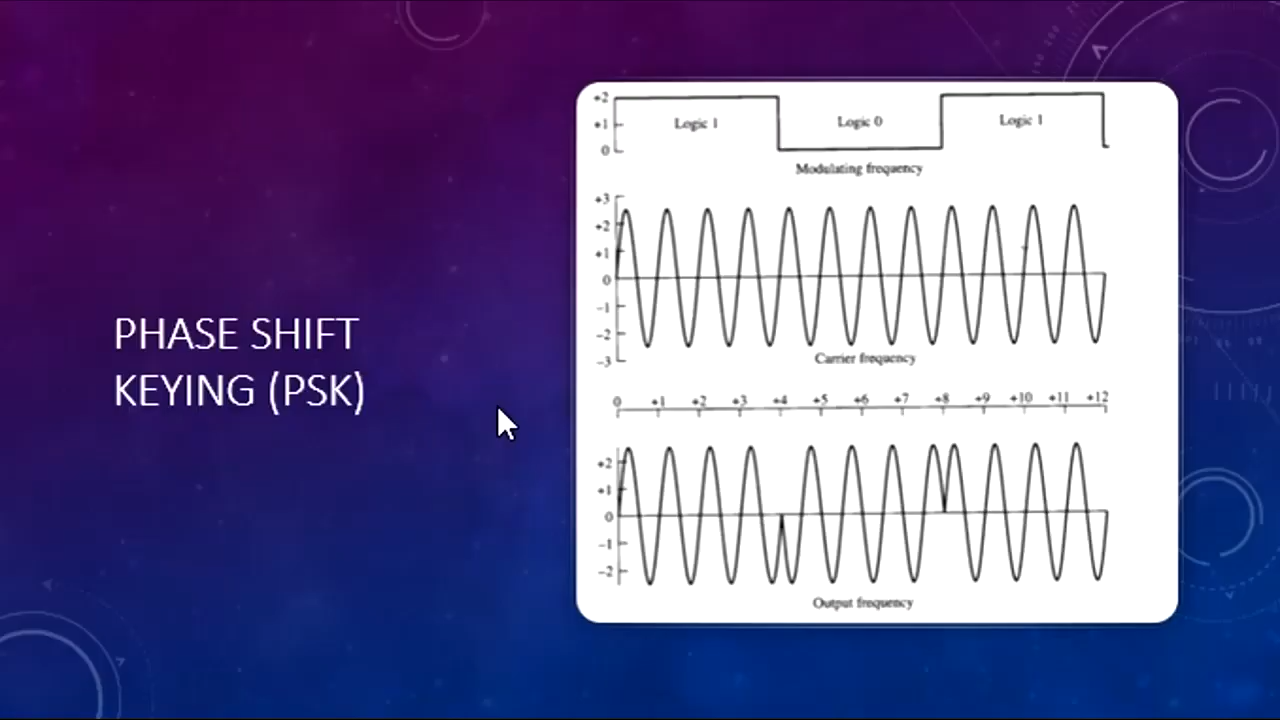 PHASE SHIFT
KEYING (PSK)
+2
+1
0
Logic 1
Logic 0
Logic 1
Modulating frequency
+3
+2
+1
0
−1
−2
−3
Carrier frequency
0 +1 +2 +3 +4 +5 +6 +7 +8 +9 +10 +11 +12
+2
+1
0
−1
−2
Output frequency